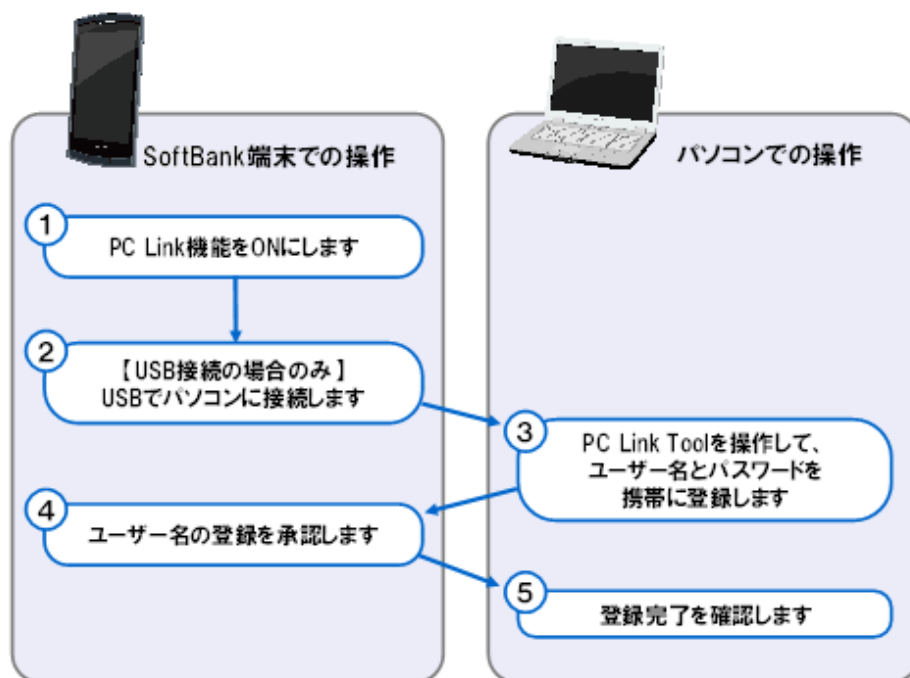 SoftBank端末での操作
パソコンでの操作
1
PC Link機能をONにします
2
【USB接続の場合のみ】
USBでパソコンに接続します
3
PC Link Toolを操作して、
ユーザー名とパスワードを
携帯に登録します
4
ユーザー名の登録を承認します
5
登録完了を確認します